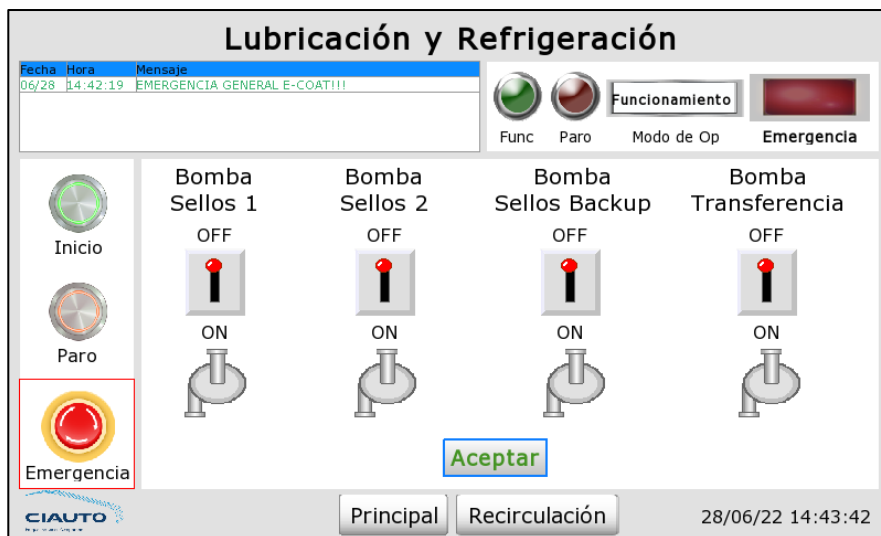 Lubricación y Refrigeración
Fecha Hora Mensaje
06/28 14:42:19 EMERGENCIA GENERAL E-COAT!!!
Funcionamiento
Func Paro Modo de Op Emergencia
Inicio
Paro
Emergencia
Bomba Sellos 1
OFF
ON
Bomba Sellos 2
OFF
ON
Bomba Sellos Backup
OFF
ON
Bomba Transferencia
OFF
ON
Aceptar
CIAUTO
Principal Recirculación 28/06/22 14:43:42